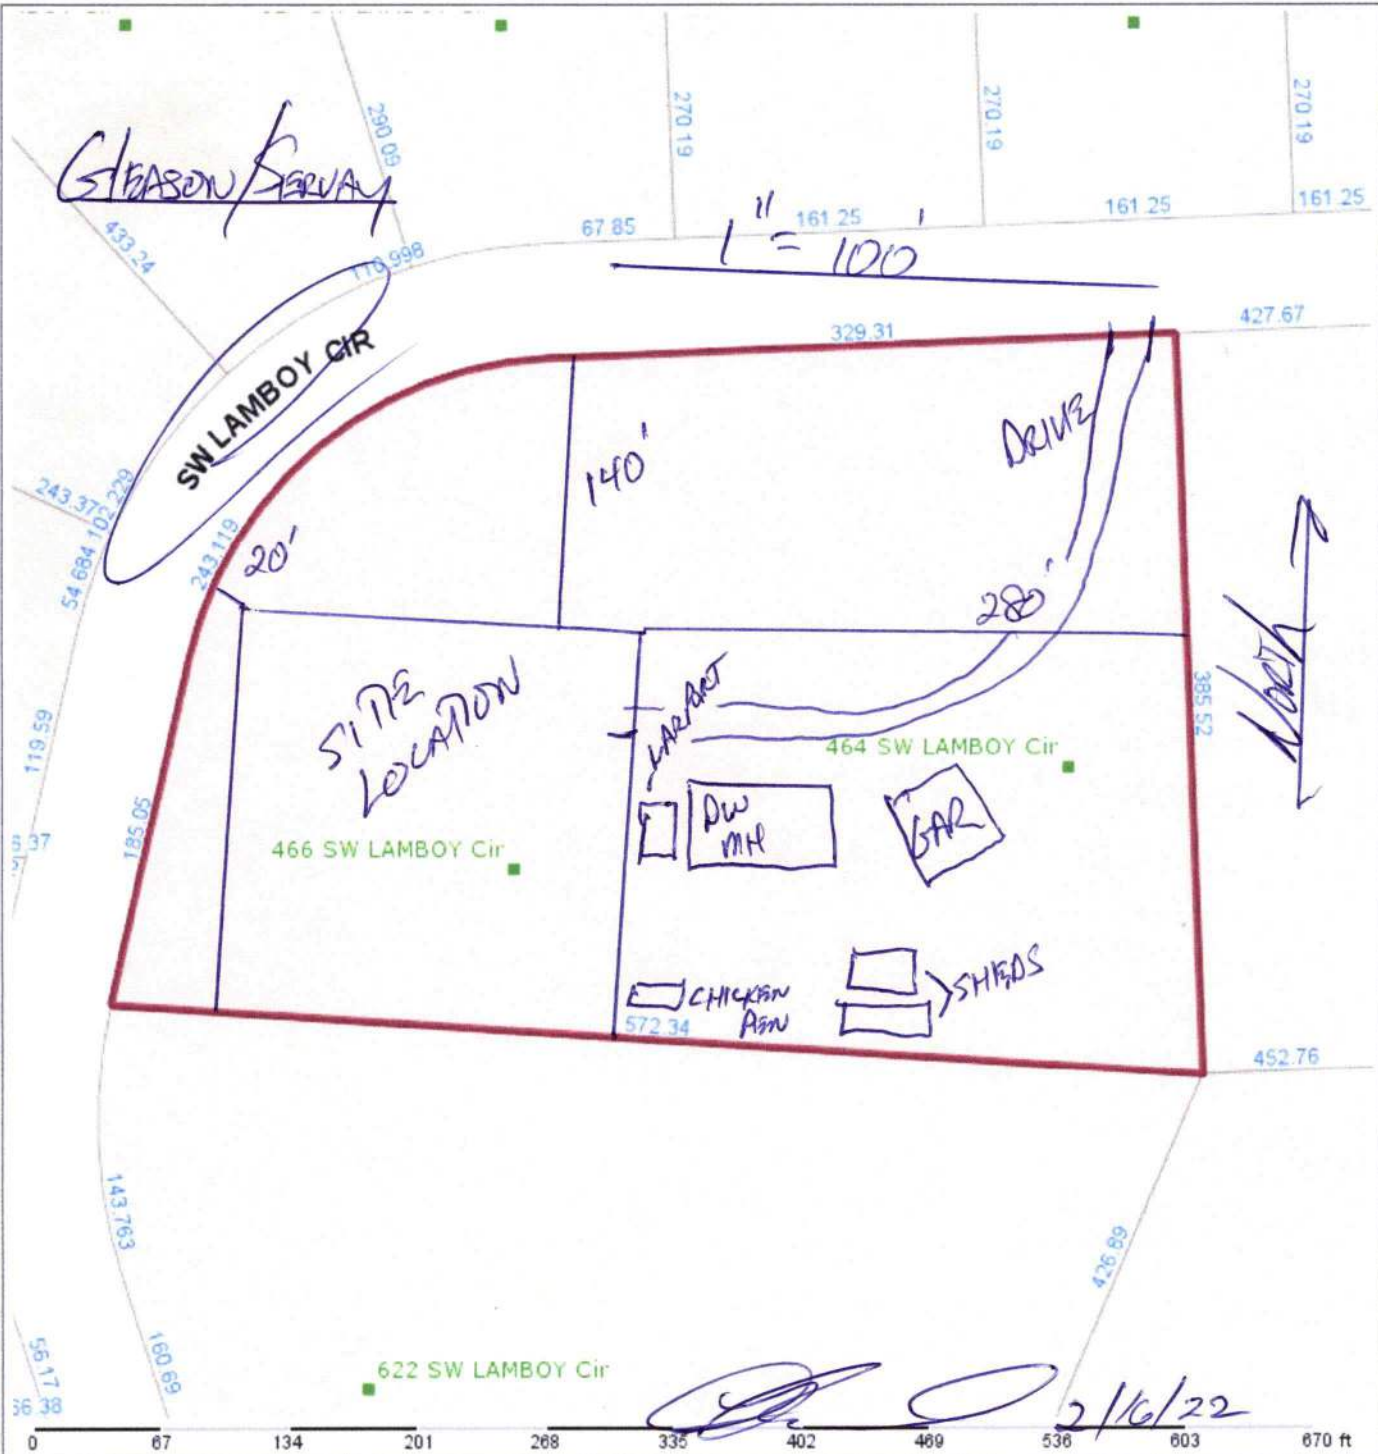 290.09
270.19
270.19
270.19
GLEASON/SERVAY
433.24
110.998
67.85
161.25
161.25
161.25
1" = 100'
SW LAMBOY CIR
329.31
427.67
DRIVE
140'
243.37
102.229
54.684
243.119
20'
280'
NORTH
385.52
SITE
LOCATION
CARPORT
119.59
185.05
464 SW LAMBOY Cir
466 SW LAMBOY Cir
DW
MH
GAR
CHICKEN
PEN
SHEDS
572.34
452.76
143.763
426.89
160.69
56.17
622 SW LAMBOY Cir
2/16/22
0 67 134 201 268 335 402 469 536 603 670 ft